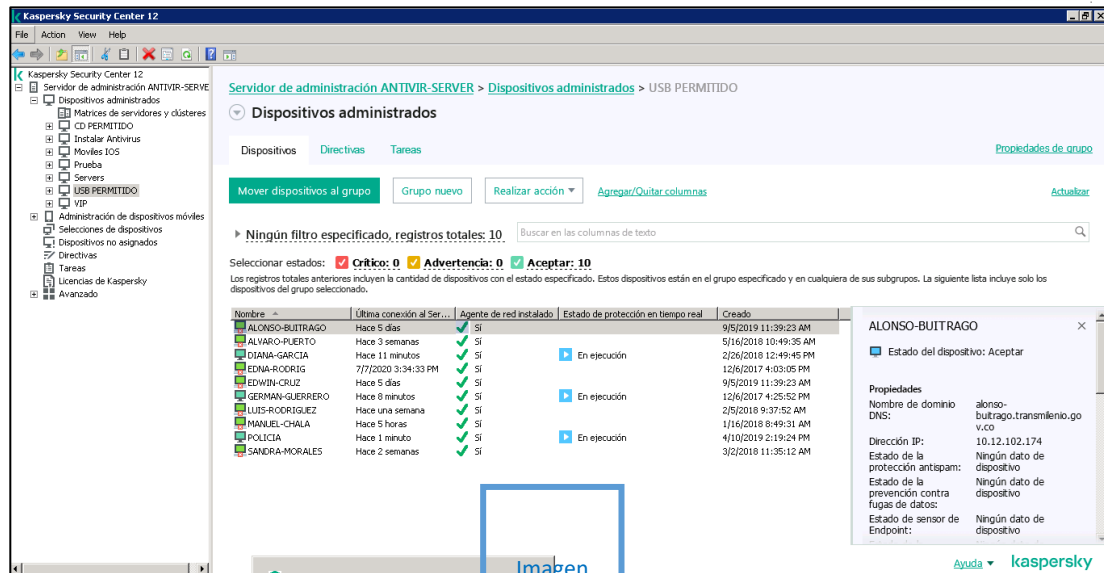 Kaspersky Security Center 12
File Action View Help
Kaspersky Security Center 12
Servidor de administración ANTIVIR-SERVE
Dispositivos administrados
Matrices de servidores y clústeres
CD PERMITIDO
Instalar Antivirus
Moviles IOS
Prueba
Servers
USB PERMITIDO
VIP
Administración de dispositivos móviles
Selecciones de dispositivos
Dispositivos no asignados
Directivas
Tareas
Licencias de Kaspersky
Avanzado
Servidor de administración ANTIVIR-SERVER > Dispositivos administrados > USB PERMITIDO
Dispositivos administrados
Dispositivos Directivas Tareas Propiedades de grupo
Mover dispositivos al grupo Grupo nuevo Realizar acción Agregar/Quitar columnas Actualizar
Ningún filtro especificado, registros totales: 10 Buscar en las columnas de texto
Seleccionar estados: Crítico: 0 Advertencia: 0 Aceptar: 10
Los registros totales anteriores incluyen la cantidad de dispositivos con el estado especificado. Estos dispositivos están en el grupo especificado y en cualquiera de sus subgrupos. La siguiente lista incluye solo los
dispositivos del grupo seleccionado.
Nombre Última conexión al Ser... Agente de red instalado Estado de protección en tiempo real Creado
ALONSO-BUITRAGO Hace 5 días Sí 9/5/2019 11:39:23 AM
ALVARO-PUERTO Hace 3 semanas Sí 5/16/2018 10:49:35 AM
DIANA-GARCIA Hace 11 minutos Sí En ejecución 2/26/2018 12:49:45 PM
EDNA-RODRIG 7/7/2020 3:34:33 PM Sí 12/6/2017 4:03:05 PM
EDWIN-CRUZ Hace 5 días Sí 9/5/2019 11:39:23 AM
GERMAN-GUERRERO Hace 8 minutos Sí En ejecución 12/6/2017 4:25:52 PM
LUIS-RODRIGUEZ Hace una semana Sí 2/5/2018 9:37:52 AM
MANUEL-CHALA Hace 5 horas Sí 1/16/2018 8:49:31 AM
POLICIA Hace 1 minuto Sí En ejecución 4/10/2019 2:19:24 PM
SANDRA-MORALES Hace 2 semanas Sí 3/2/2018 11:35:12 AM
ALONSO-BUITRAGO
Estado del dispositivo: Aceptar
Propiedades
Nombre de dominio DNS: alonso-buitrago.transmilenio.gov.co
Dirección IP: 10.12.102.174
Estado de la protección antispam: Ningún dato de dispositivo
Estado de la prevención contra fugas de datos: Ningún dato de dispositivo
Estado de sensor de Endpoint: Ningún dato de dispositivo
Imagen
Ayuda kaspersky